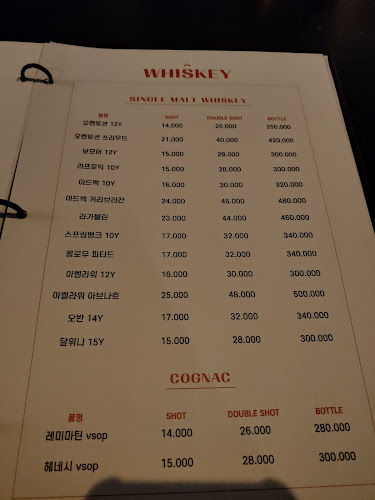 WHISKEY
SINGLE MALT WHISKEY
품명 SHOT DOUBLE SHOT BOTTLE
오켄토션 12Y 14,000 26,000 250,000
오켄토션 쓰리우드 21,000 40,000 420,000
보모어 12Y 15.000 28.000 300.000
라프로익 10Y 15.000 28.000 300.000
아드벡 10Y 16.000 30.000 320.000
아드벡 커리브리칸 24.000 46.000 480.000
라가불린 23.000 44.000 460.000
스프링뱅크 10Y 17.000 32.000 340.000
몽로우 피티드 17.000 32.000 340.000
아벨라워 12Y 16.000 30.000 300.000
아벨라워 아브나흐 25.000 48.000 500.000
오반 14Y 17.000 32.000 340.000
달위니 15Y 15.000 28.000 300.000
COGNAC
품명 SHOT DOUBLE SHOT BOTTLE
레미마틴 vsop 14.000 26.000 280.000
헤네시 vsop 15.000 28.000 300.000